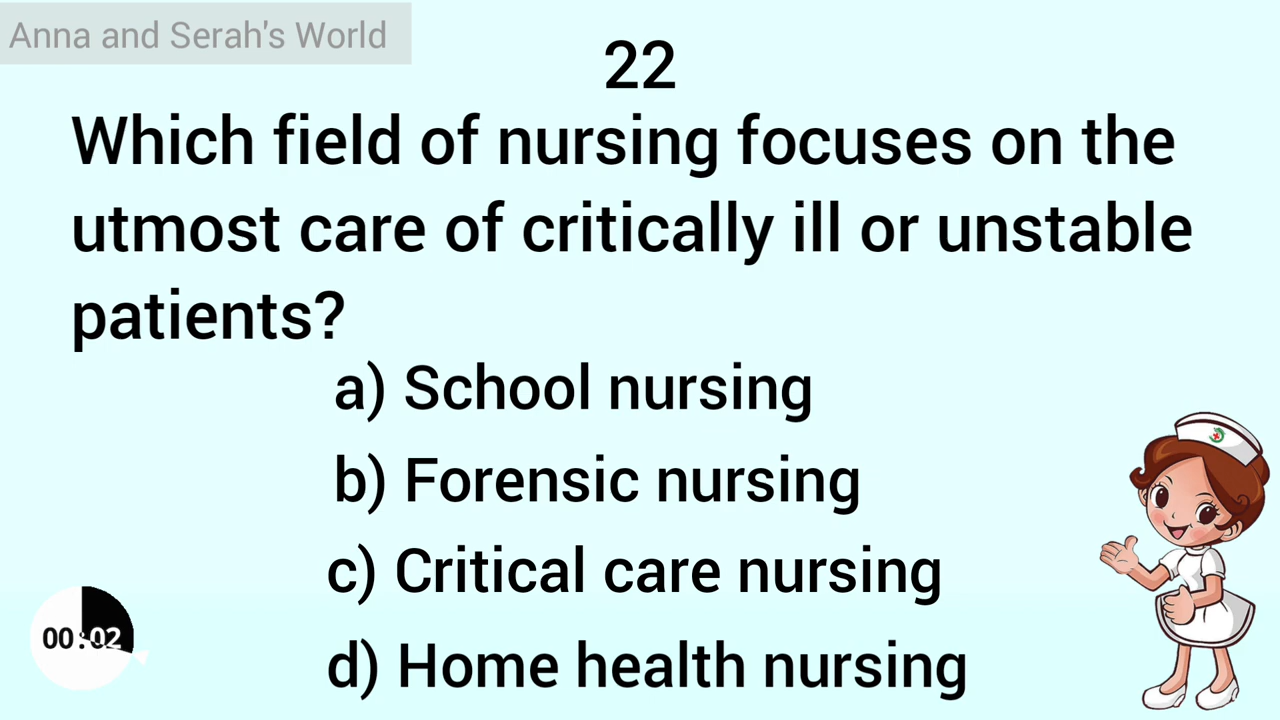 Anna and Serah's World
22
Which field of nursing focuses on the
utmost care of critically ill or unstable
patients?
a) School nursing
b) Forensic nursing
c) Critical care nursing
d) Home health nursing
00:02